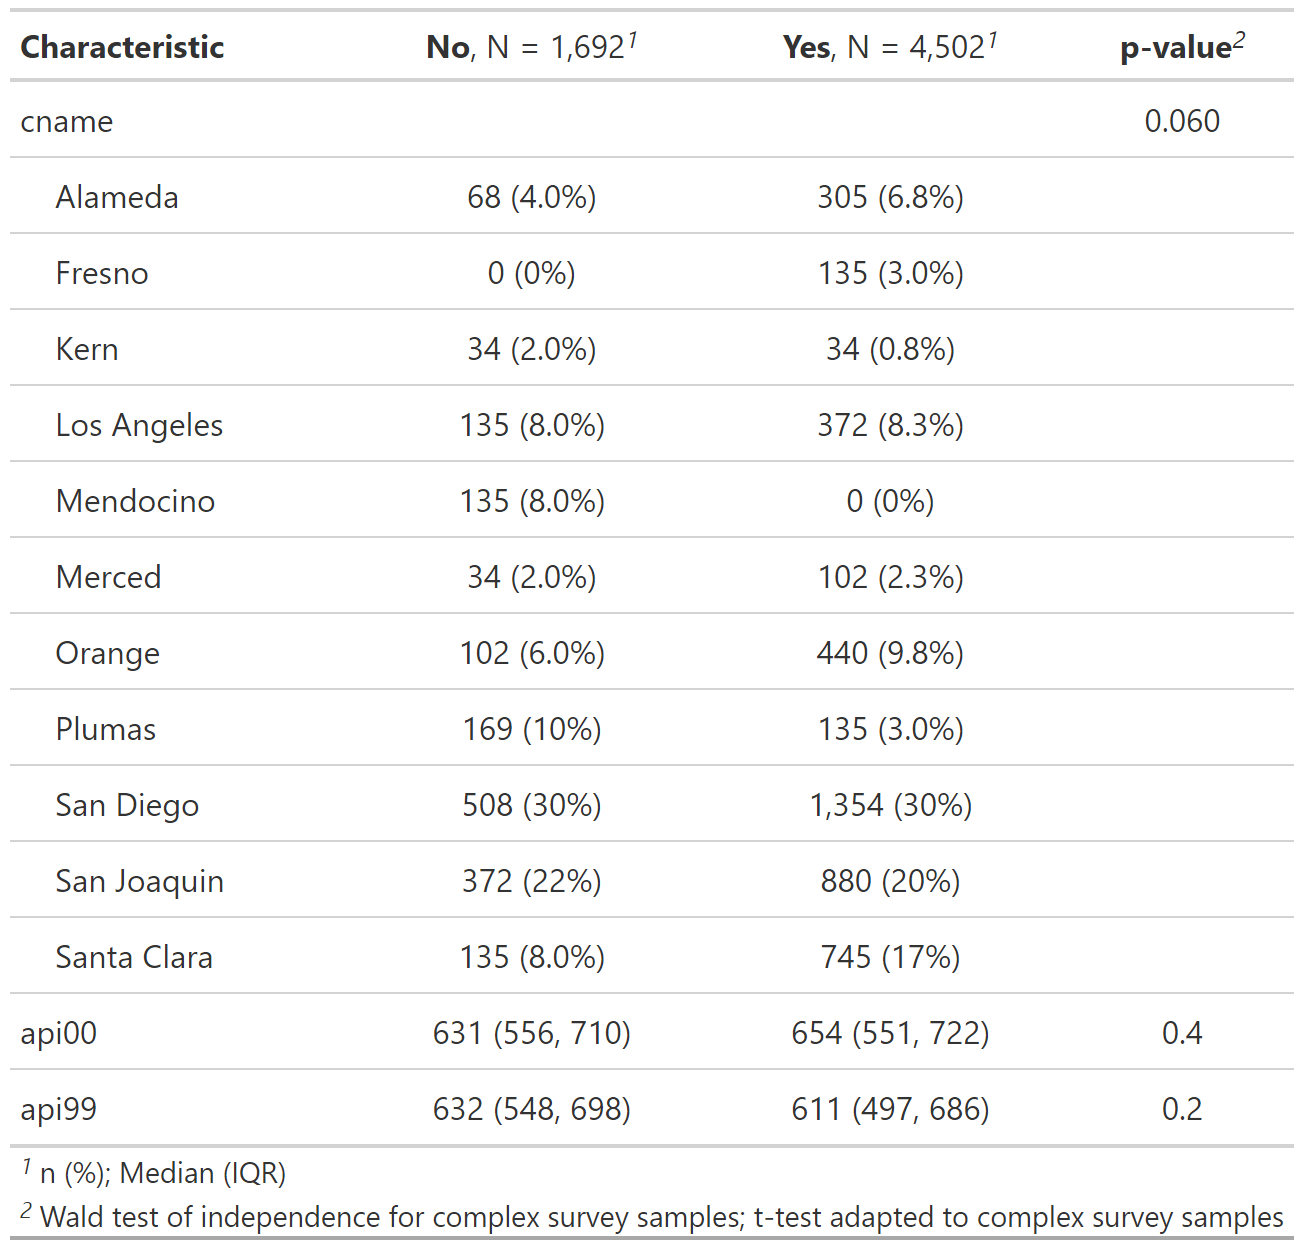 Characteristic No, N = 1,692¹ Yes, N = 4,502¹ p-value²
cname 0.060
Alameda 68 (4.0%) 305 (6.8%)
Fresno 0 (0%) 135 (3.0%)
Kern 34 (2.0%) 34 (0.8%)
Los Angeles 135 (8.0%) 372 (8.3%)
Mendocino 135 (8.0%) 0 (0%)
Merced 34 (2.0%) 102 (2.3%)
Orange 102 (6.0%) 440 (9.8%)
Plumas 169 (10%) 135 (3.0%)
San Diego 508 (30%) 1,354 (30%)
San Joaquin 372 (22%) 880 (20%)
Santa Clara 135 (8.0%) 745 (17%)
api00 631 (556, 710) 654 (551, 722) 0.4
api99 632 (548, 698) 611 (497, 686) 0.2
¹ n (%); Median (IQR)
² Wald test of independence for complex survey samples; t-test adapted to complex survey samples